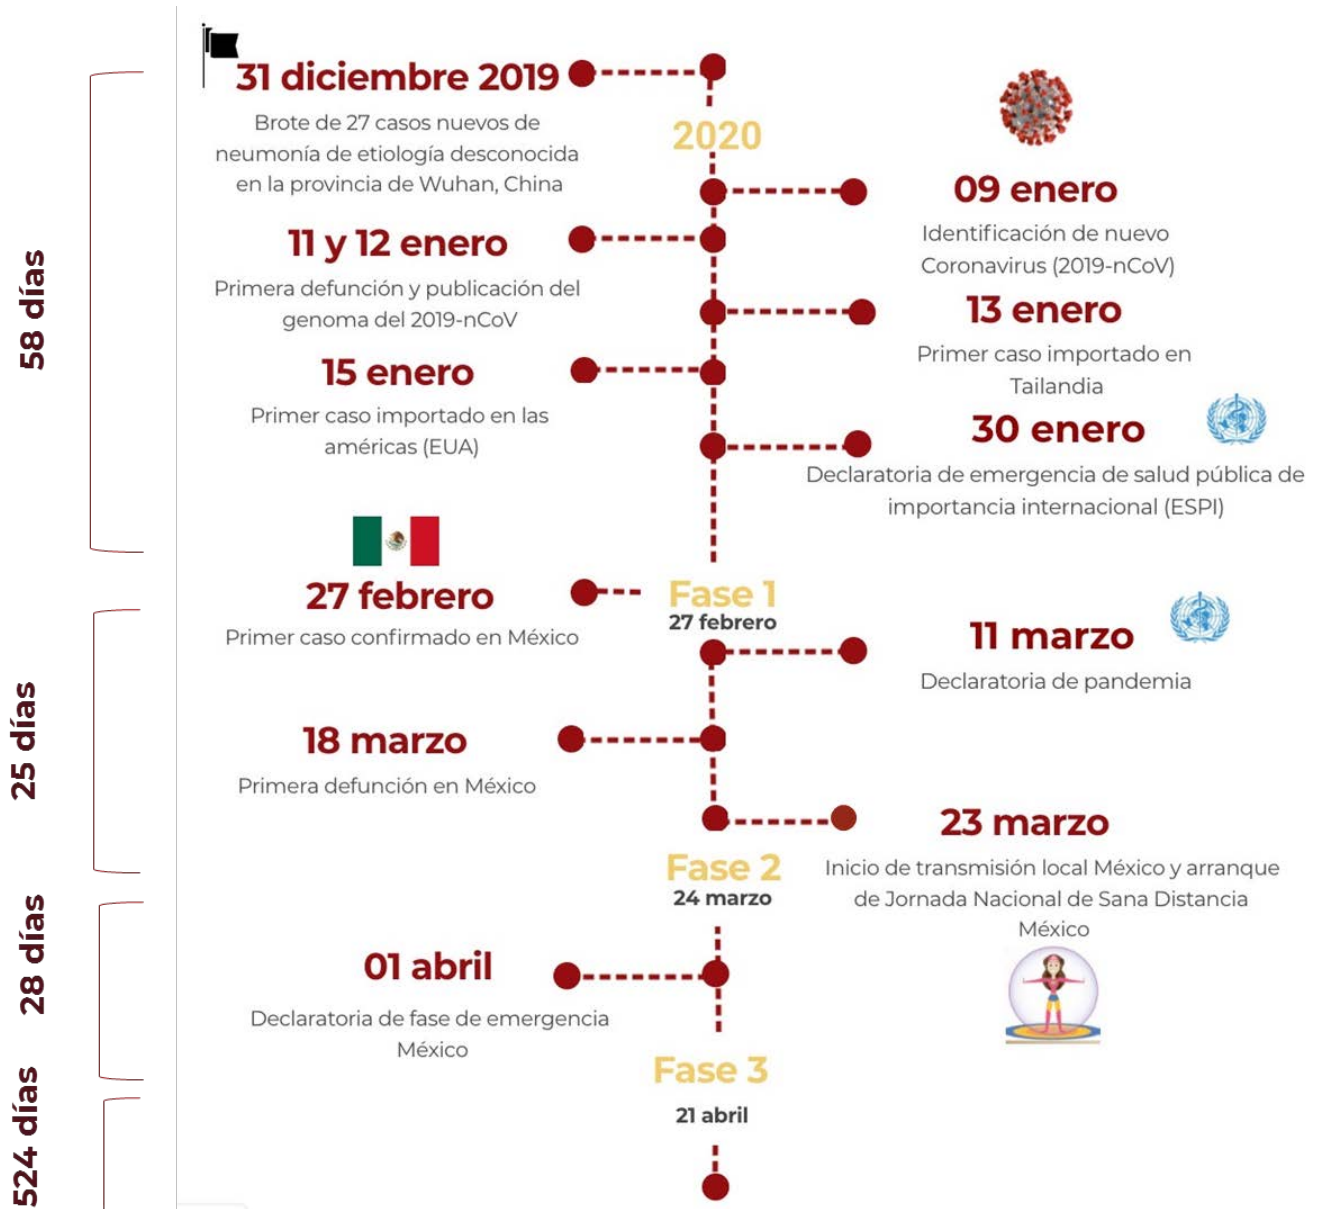 31 diciembre 2019
Brote de 27 casos nuevos de
neumonía de etiología desconocida
en la provincia de Wuhan, China
2020
09 enero
Identificación de nuevo
Coronavirus (2019-nCoV)
11 y 12 enero
Primera defunción y publicación del
genoma del 2019-nCoV
13 enero
Primer caso importado en
Tailandia
15 enero
Primer caso importado en las
américas (EUA)
30 enero
Declaratoria de emergencia de salud pública de
importancia internacional (ESPI)
58 días
27 febrero
Primer caso confirmado en México
Fase 1
27 febrero
11 marzo
Declaratoria de pandemia
18 marzo
Primera defunción en México
25 días
23 marzo
Inicio de transmisión local México y arranque
de Jornada Nacional de Sana Distancia
México
Fase 2
24 marzo
01 abril
Declaratoria de fase de emergencia
México
28 días
Fase 3
21 abril
524 días